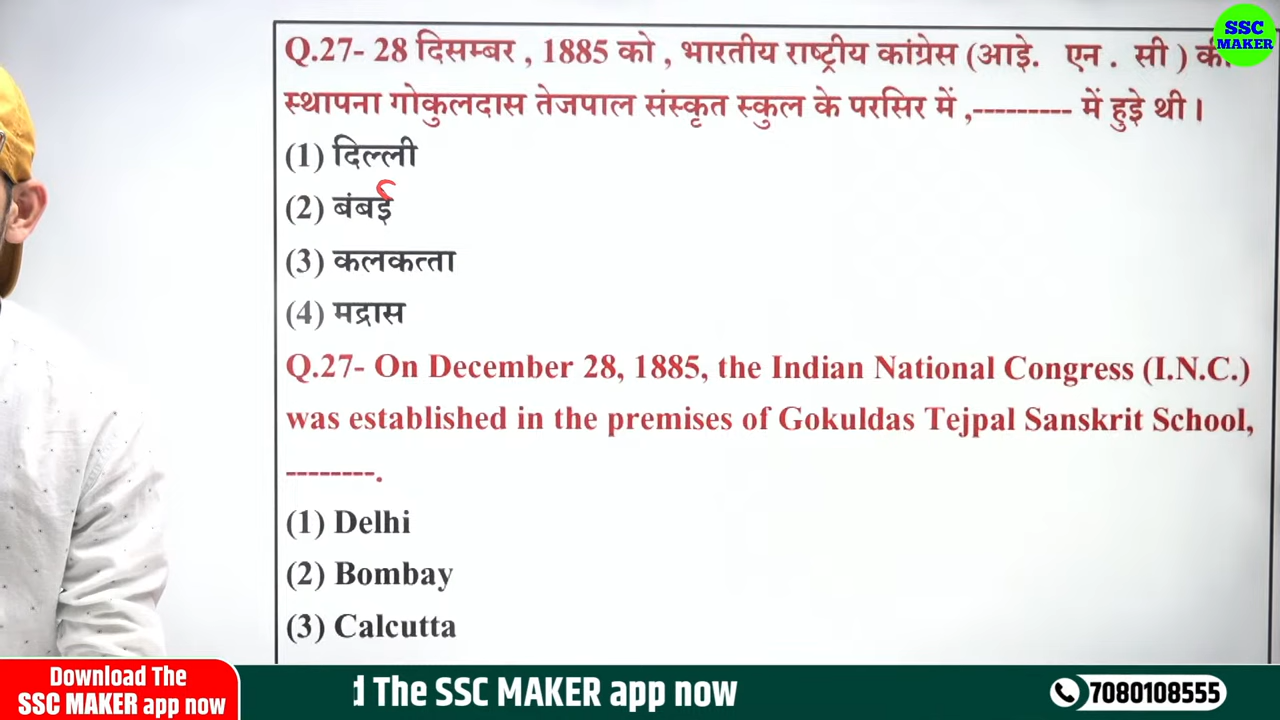 SSC
MAKER
Q.27- 28 दिसम्बर , 1885 को , भारतीय राष्ट्रीय कांग्रेस (आई. एन . सी ) की
स्थापना गोकुलदास तेजपाल संस्कृत स्कुल के परसिर में ,--------- में हुई थी।
(1) दिल्ली
(2) बंबई
(3) कलकत्ता
(4) मद्रास
Q.27- On December 28, 1885, the Indian National Congress (I.N.C.)
was established in the premises of Gokuldas Tejpal Sanskrit School,
--------.
(1) Delhi
(2) Bombay
(3) Calcutta
Download The
SSC MAKER app now
d The SSC MAKER app now
7080108555